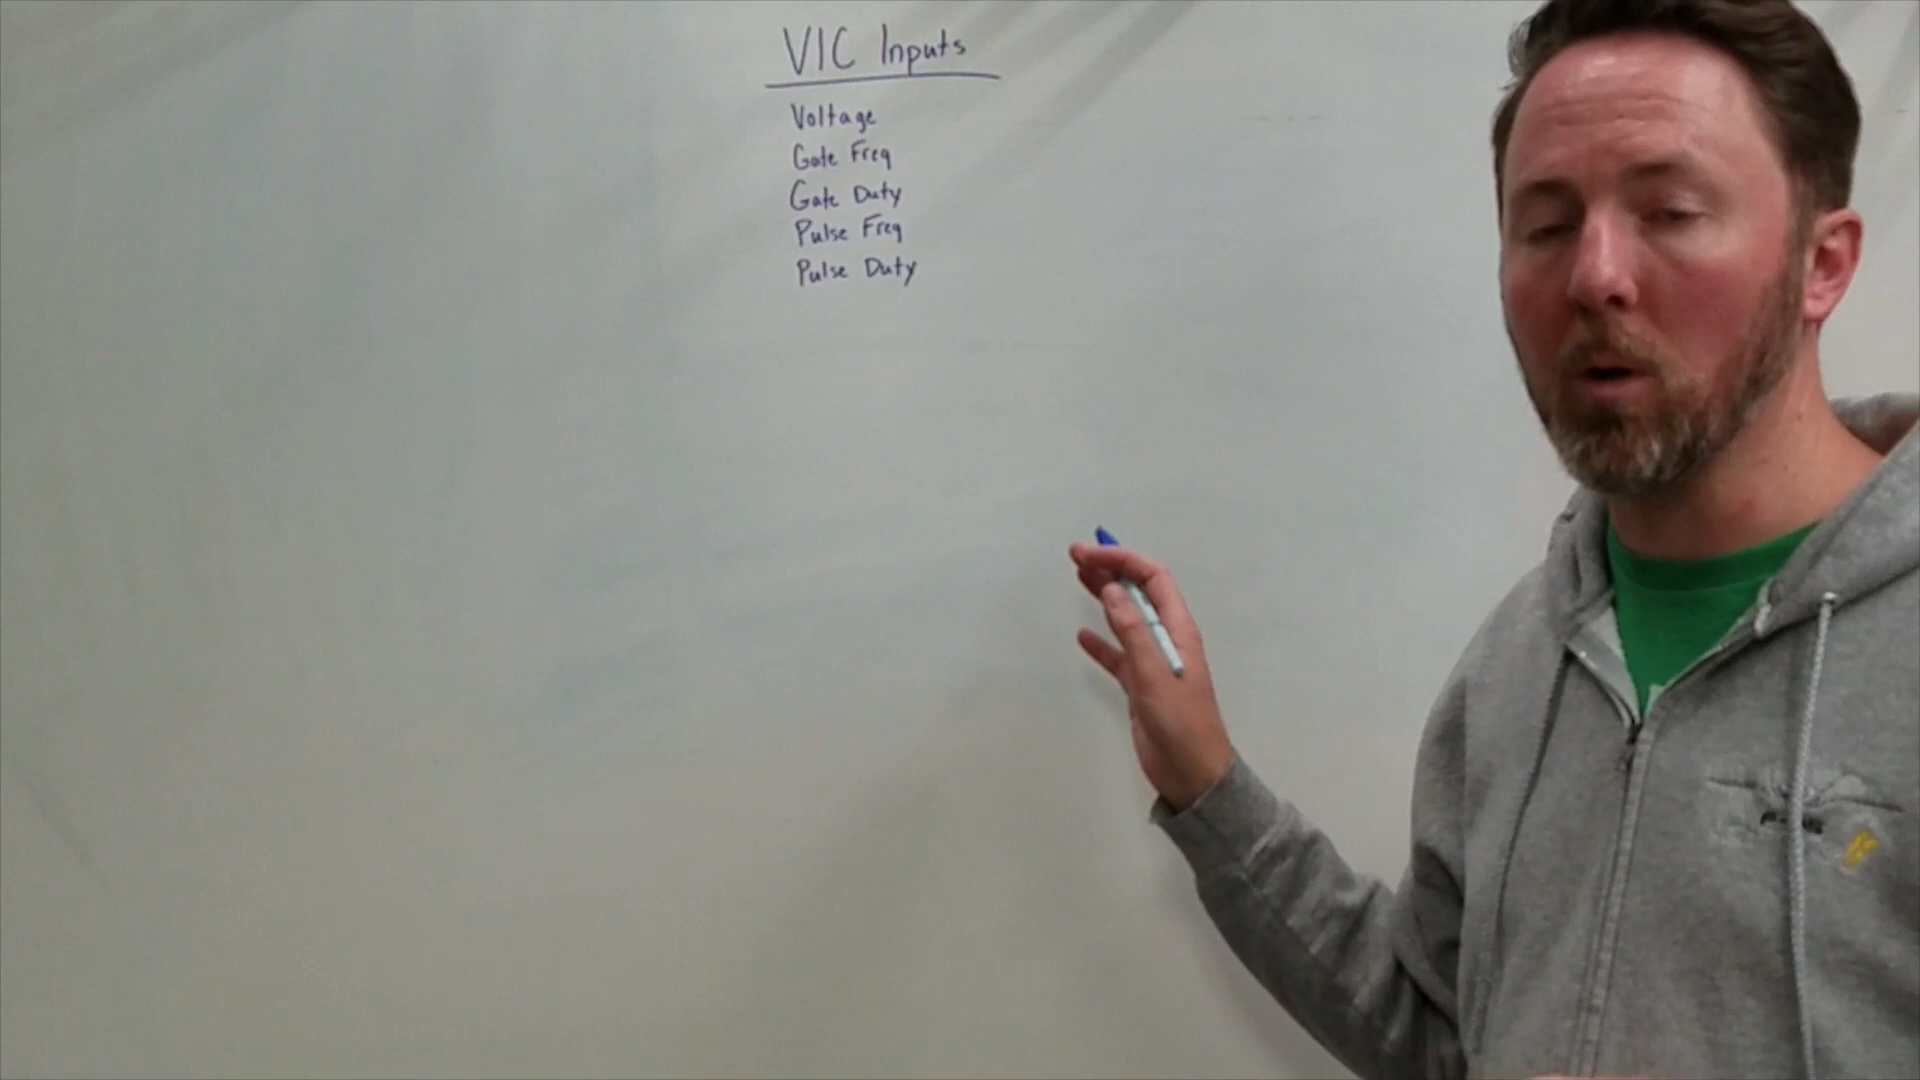 VIC Inputs
Voltage
Gate Freq
Gate Duty
Pulse Freq
Pulse Duty